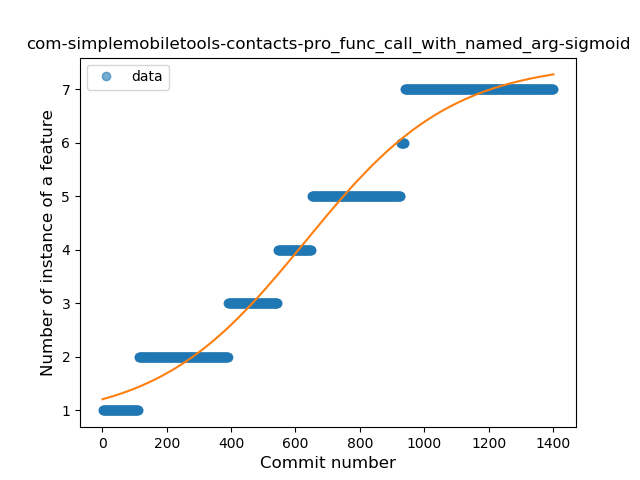 com-simplemobiletools-contacts-pro_func_call_with_named_arg-sigmoid
data
Number of instance of a feature
7
6
5
4
3
2
1
0 200 400 600 800 1000 1200 1400
Commit number